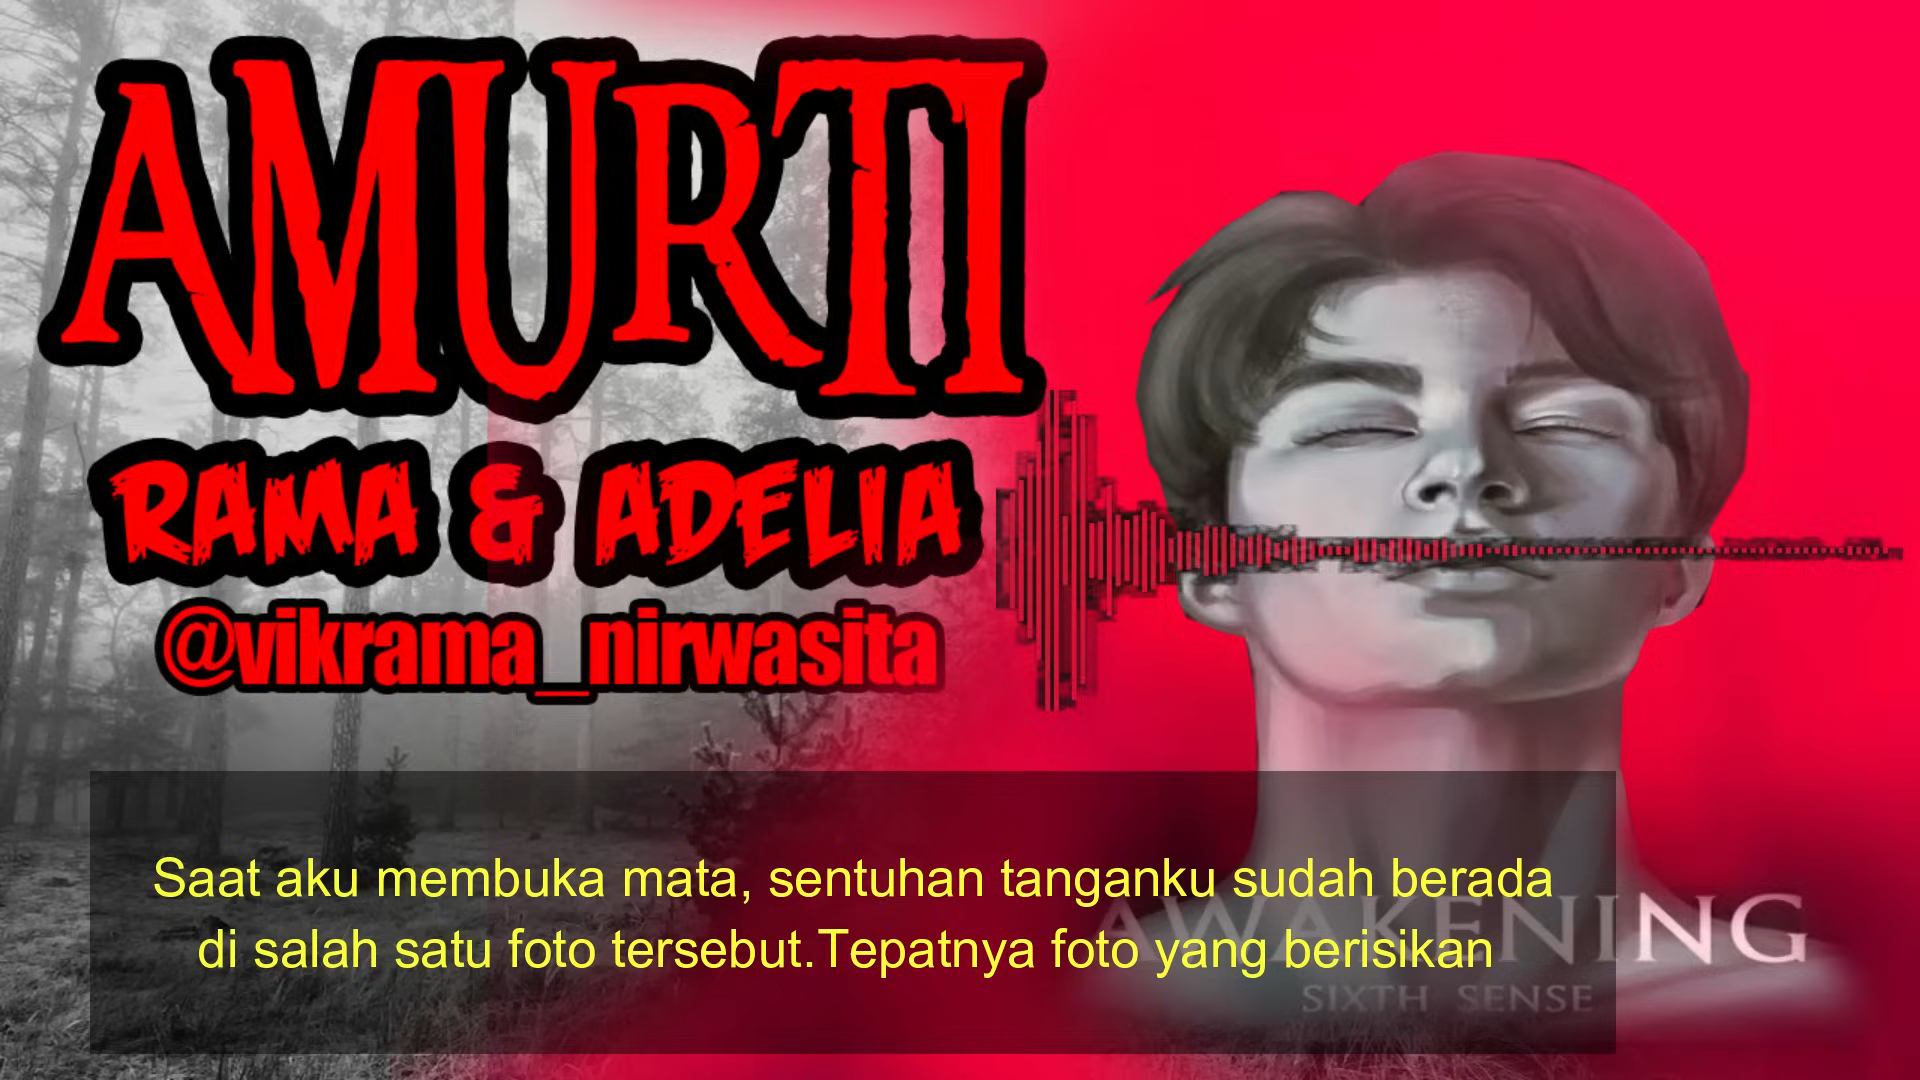 AMURTI
RAMA & ADELIA
@vikrama_nirwasita
Saat aku membuka mata, sentuhan tanganku sudah berada
di salah satu foto tersebut.Tepatnya foto yang berisikan
AWAKENING
SIXTH SENSE